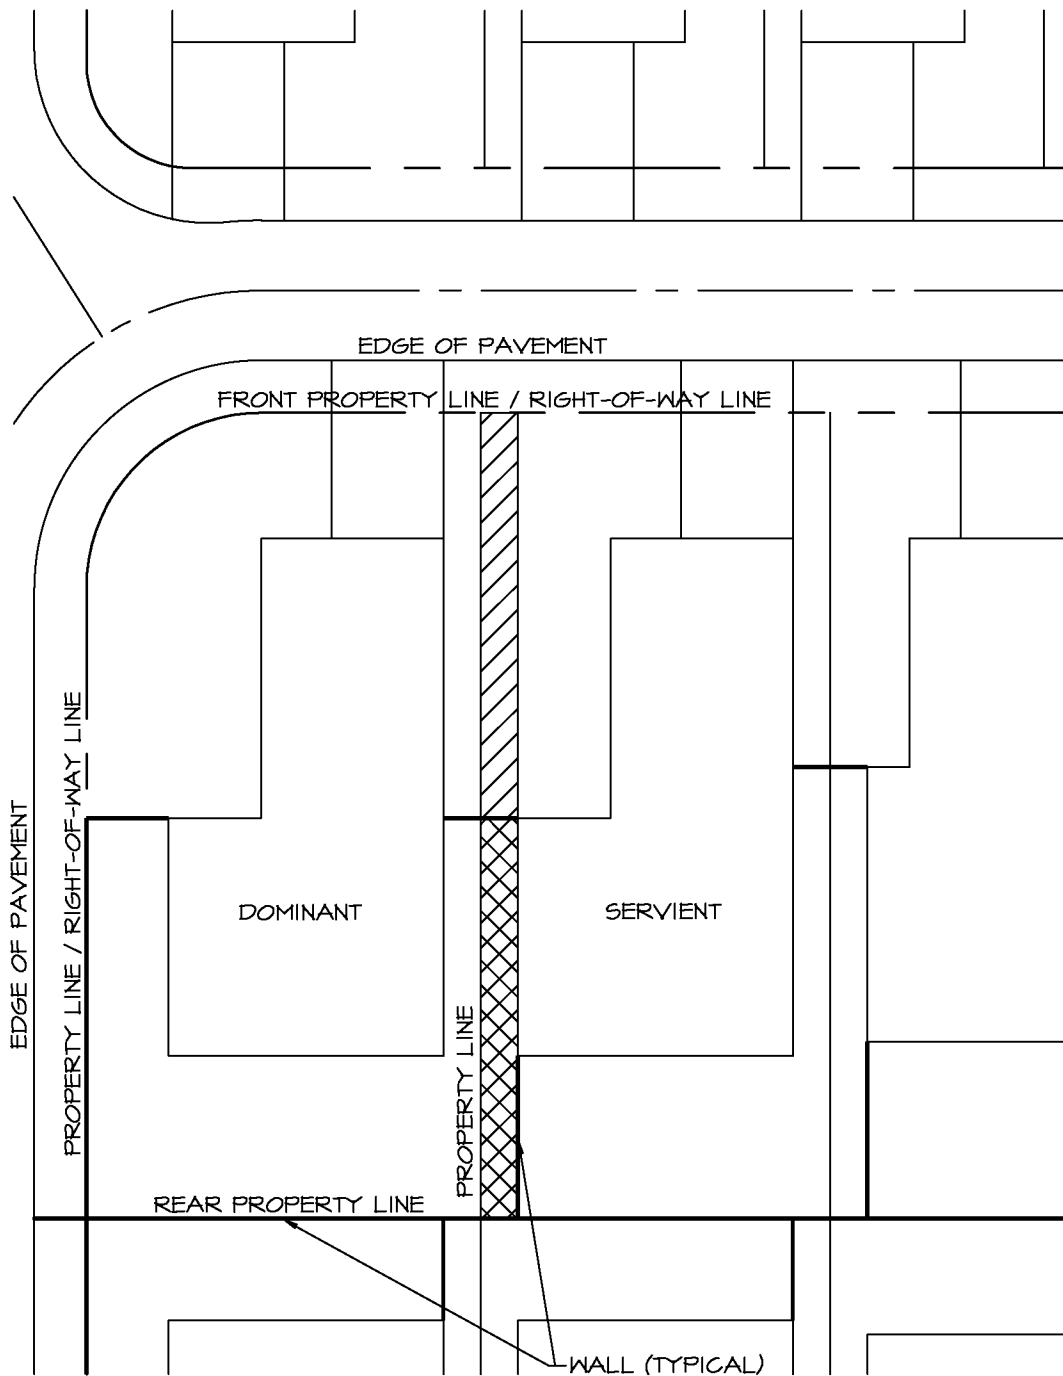 EDGE OF PAVEMENT
FRONT PROPERTY LINE / RIGHT-OF-WAY LINE
PROPERTY LINE / RIGHT-OF-WAY LINE
EDGE OF PAVEMENT
DOMINANT
SERVIENT
PROPERTY LINE
REAR PROPERTY LINE
WALL (TYPICAL)